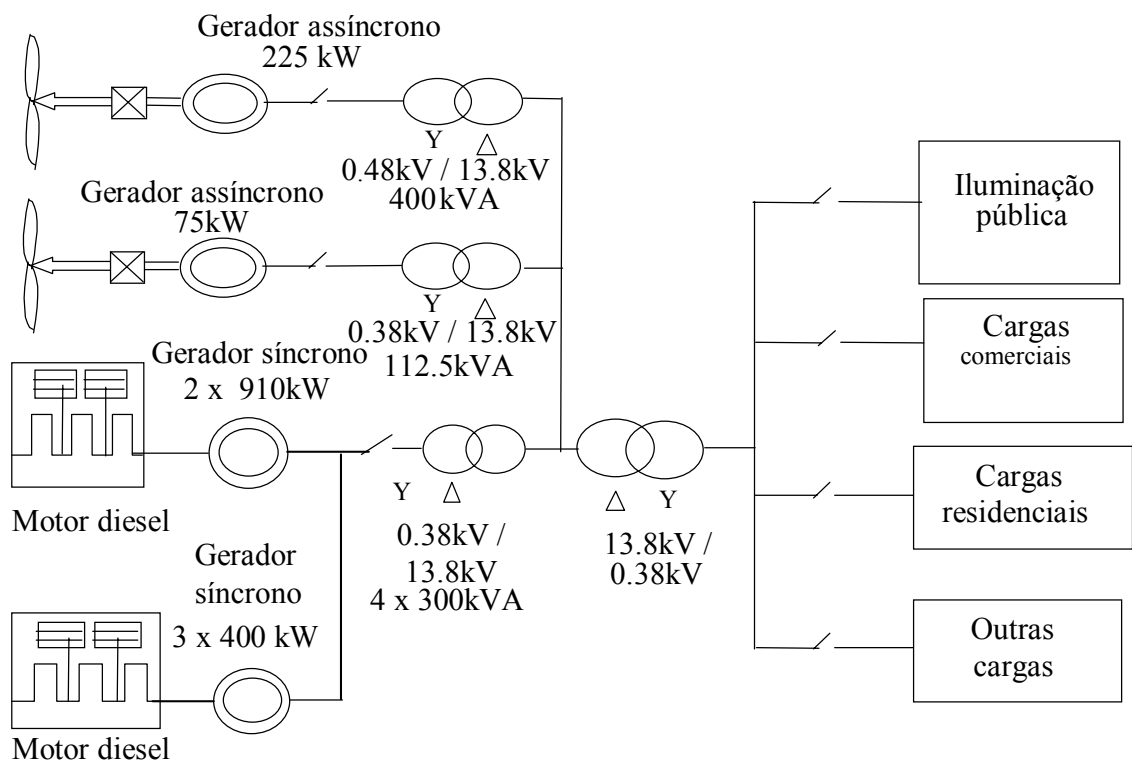 Gerador assíncrono
225 kW
Y
△
0.48kV / 13.8kV
400kVA
Gerador assíncrono
75kW
Y
△
0.38kV / 13.8kV
112.5kVA
Gerador síncrono
2 x 910kW
Motor diesel
Y
△
0.38kV /
13.8kV
4 x 300kVA
Gerador
síncrono
3 x 400 kW
Motor diesel
△
Y
13.8kV /
0.38kV
Iluminação
pública
Cargas
comerciais
Cargas
residenciais
Outras
cargas